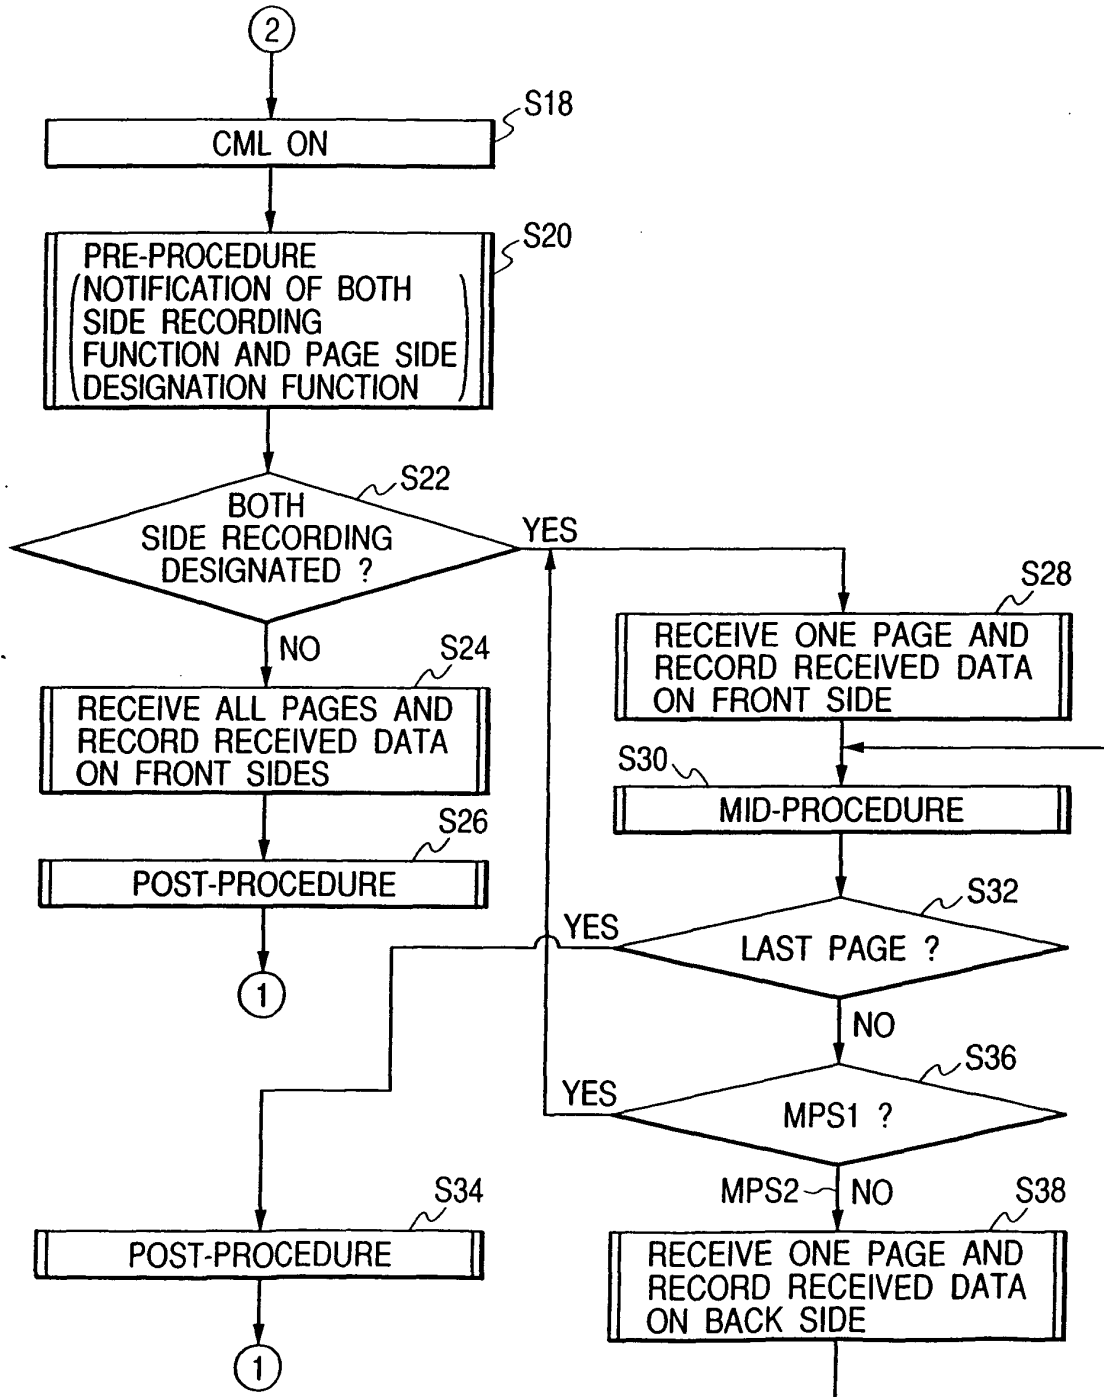 2
S18
CML ON
S20
PRE-PROCEDURE
NOTIFICATION OF BOTH
SIDE RECORDING
FUNCTION AND PAGE SIDE
DESIGNATION FUNCTION
S22
BOTH
SIDE RECORDING
DESIGNATED ?
YES
NO
S24
RECEIVE ALL PAGES AND
RECORD RECEIVED DATA
ON FRONT SIDES
S26
POST-PROCEDURE
1
S28
RECEIVE ONE PAGE AND
RECORD RECEIVED DATA
ON FRONT SIDE
S30
MID-PROCEDURE
S32
LAST PAGE ?
YES
NO
S36
MPS1 ?
YES
MPS2
NO
S34
POST-PROCEDURE
1
S38
RECEIVE ONE PAGE AND
RECORD RECEIVED DATA
ON BACK SIDE